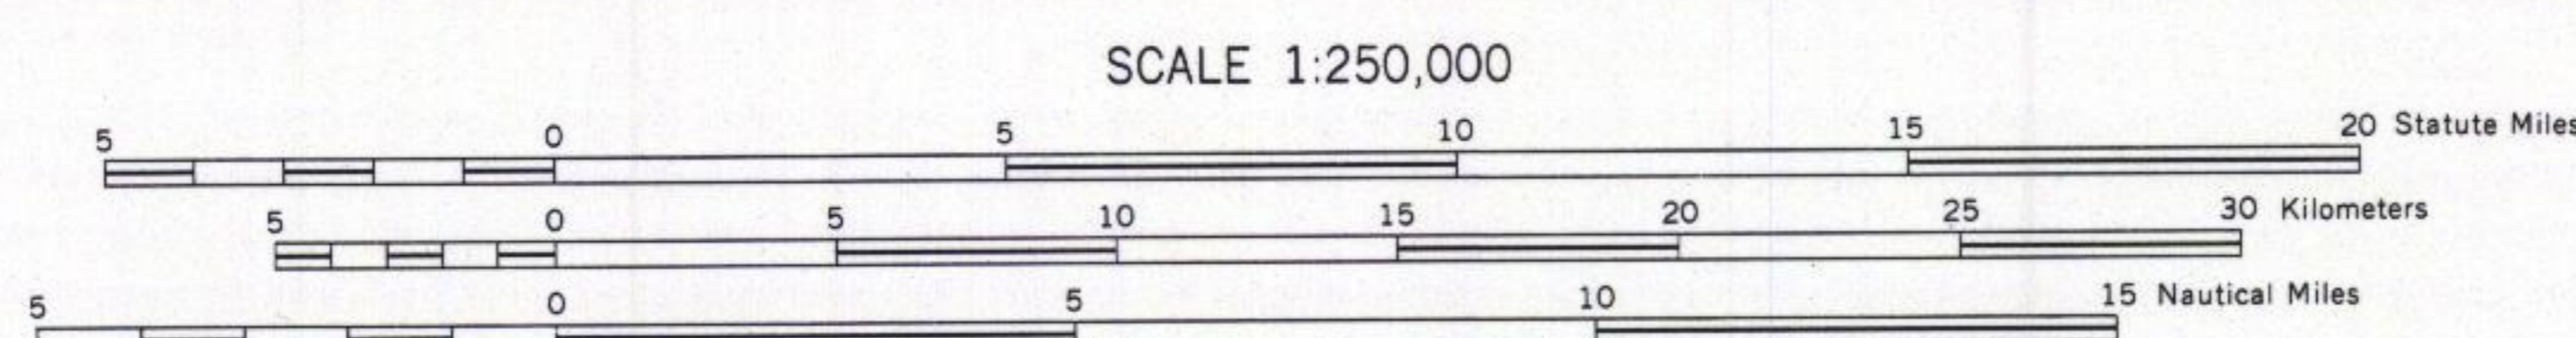 SCALE 1:250,000
5 0 5 10 15 20 Statute Miles
5 0 5 10 15 20 25 30 Kilometers
5 0 5 10 15 Nautical Miles